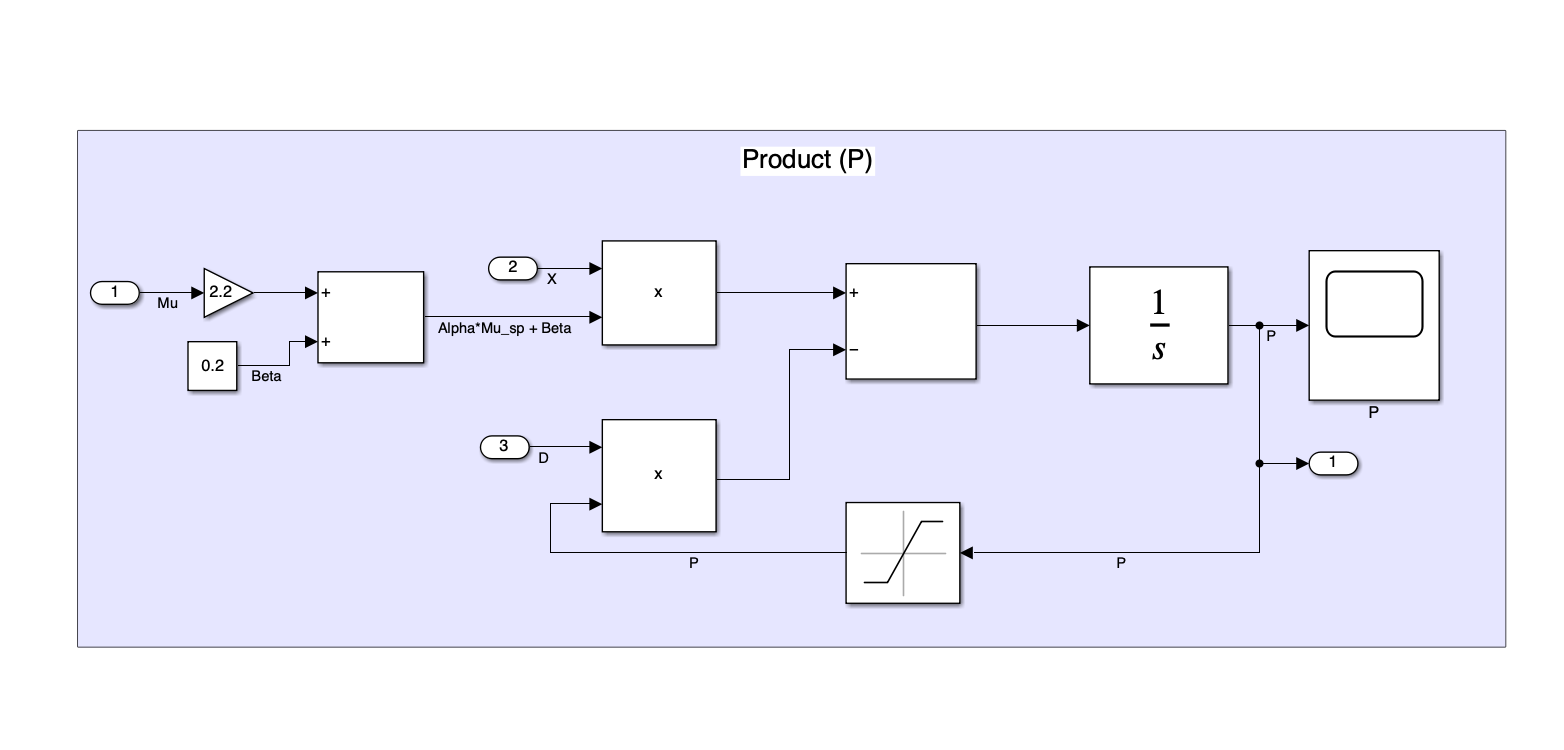 Product (P)
2
X
x
1
Mu
2.2
+
+
Alpha*Mu_sp + Beta
0.2
Beta
+
−
1
s
P
P
3
D
x
1
P
P